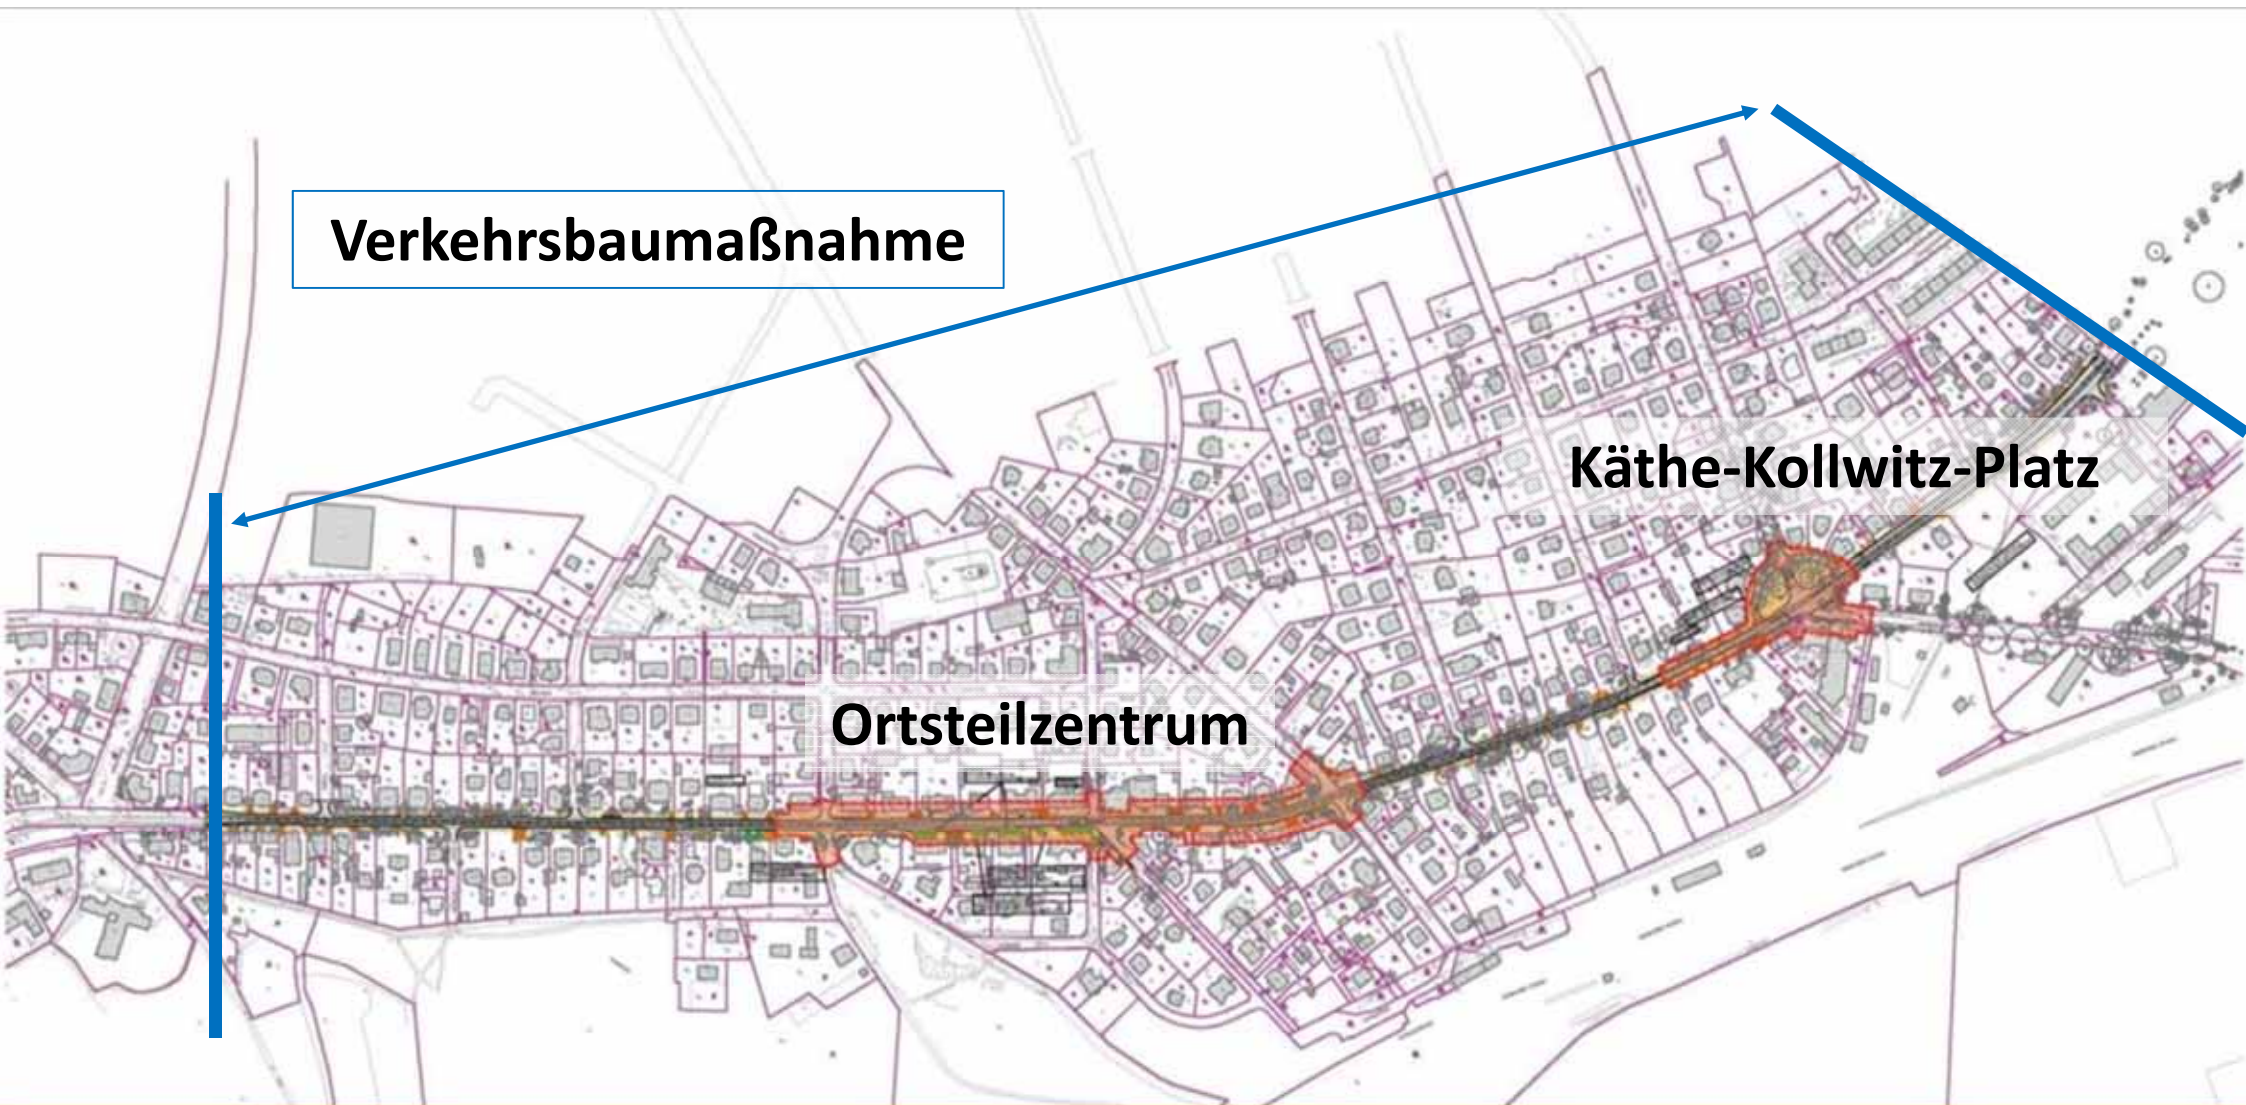 Verkehrsbaumaßnahme
Käthe-Kollwitz-Platz
Ortsteilzentrum